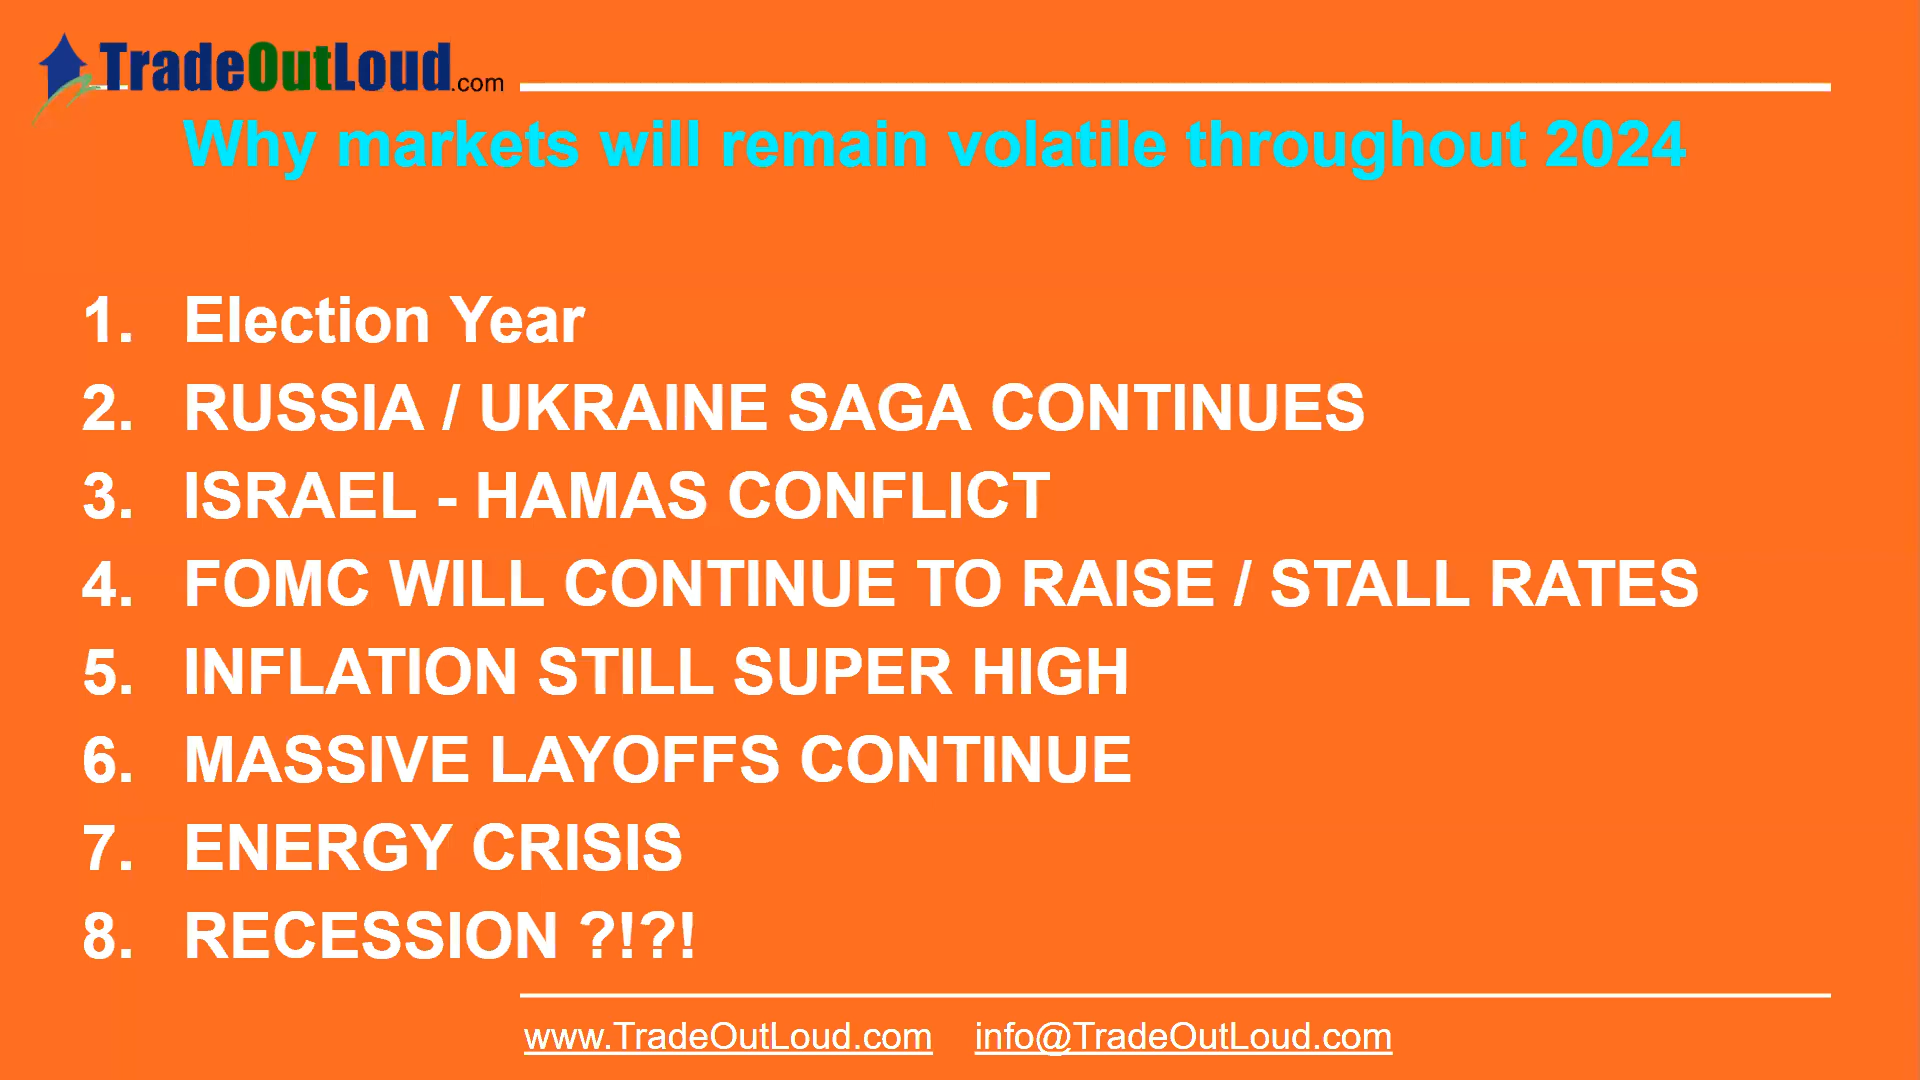 TradeOutLoud.com
Why markets will remain volatile throughout 2024
1. Election Year
2. RUSSIA / UKRAINE SAGA CONTINUES
3. ISRAEL - HAMAS CONFLICT
4. FOMC WILL CONTINUE TO RAISE / STALL RATES
5. INFLATION STILL SUPER HIGH
6. MASSIVE LAYOFFS CONTINUE
7. ENERGY CRISIS
8. RECESSION ?!?!
www.TradeOutLoud.com info@TradeOutLoud.com